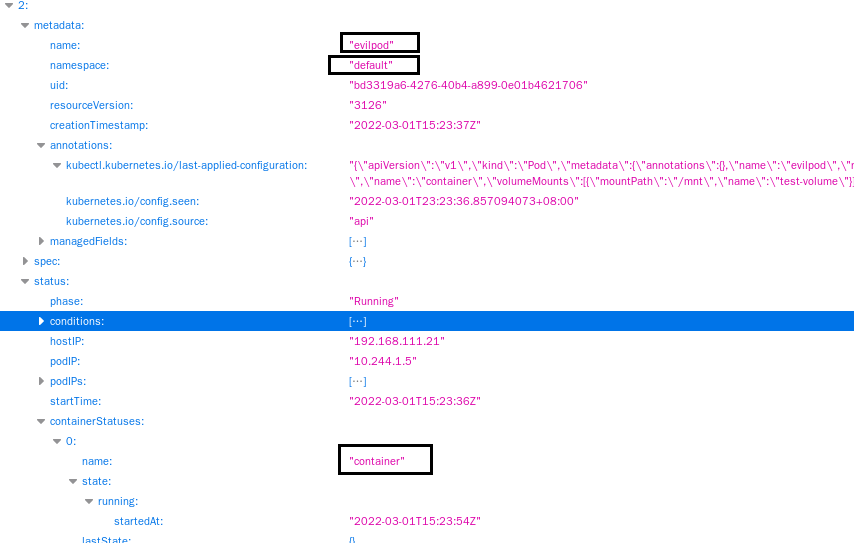 2:
metadata:
name: "evilpod"
namespace: "default"
uid: "bd3319a6-4276-40b4-a899-0e01b4621706"
resourceVersion: "3126"
creationTimestamp: "2022-03-01T15:23:37Z"
annotations:
kubectl.kubernetes.io/last-applied-configuration: "{\"apiVersion\":\"v1\",\"kind\":\"Pod\",\"metadata\":{\"annotations\":{},\"name\":\"evilpod\",\"
\",\"name\":\"container\",\"volumeMounts\":[{\"mountPath\":\"/mnt\",\"name\":\"test-volume\"}
kubernetes.io/config.seen: "2022-03-01T23:23:36.857094073+08:00"
kubernetes.io/config.source: "api"
managedFields: […]
spec: {…}
status:
phase: "Running"
conditions: […]
hostIP: "192.168.111.21"
podIP: "10.244.1.5"
podIPs: […]
startTime: "2022-03-01T15:23:36Z"
containerStatuses:
0:
name: "container"
state:
running:
startedAt: "2022-03-01T15:23:54Z"
lastState: {}